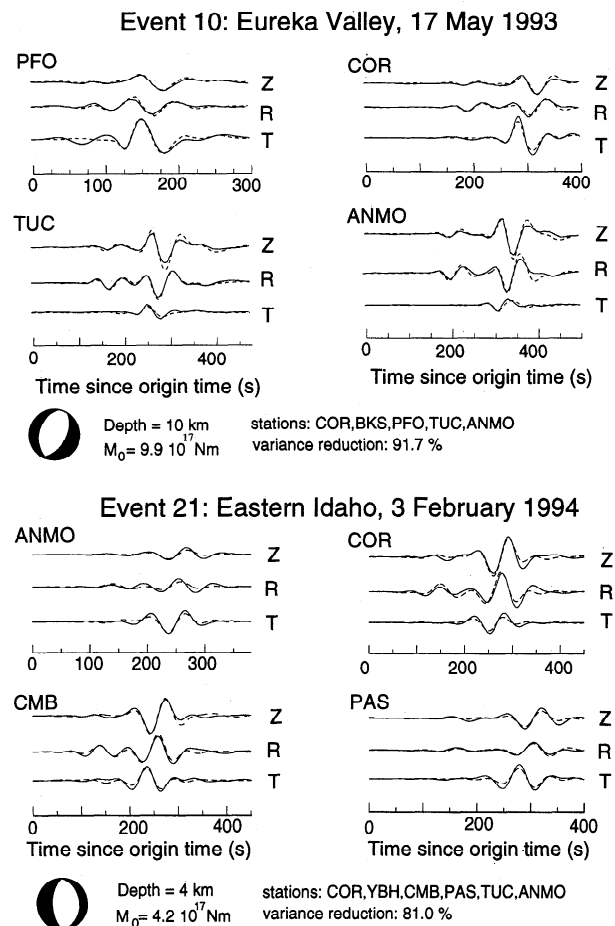 Event 10: Eureka Valley, 17 May 1993
PFO
Z
R
T
0 100 200 300
COR
Z
R
T
0 200 400
TUC
Z
R
T
0 200 400
Time since origin time (s)
ANMO
Z
R
T
0 200 400
Time since origin time (s)
Depth = 10 km
M0= 9.9 10^17 Nm
stations: COR,BKS,PFO,TUC,ANMO
variance reduction: 91.7 %
Event 21: Eastern Idaho, 3 February 1994
ANMO
Z
R
T
0 100 200 300
COR
Z
R
T
0 200 400
CMB
Z
R
T
0 200 400
Time since origin time (s)
PAS
Z
R
T
0 200 400
Time since origin time (s)
Depth = 4 km
M0= 4.2 10^17 Nm
stations: COR,YBH,CMB,PAS,TUC,ANMO
variance reduction: 81.0 %